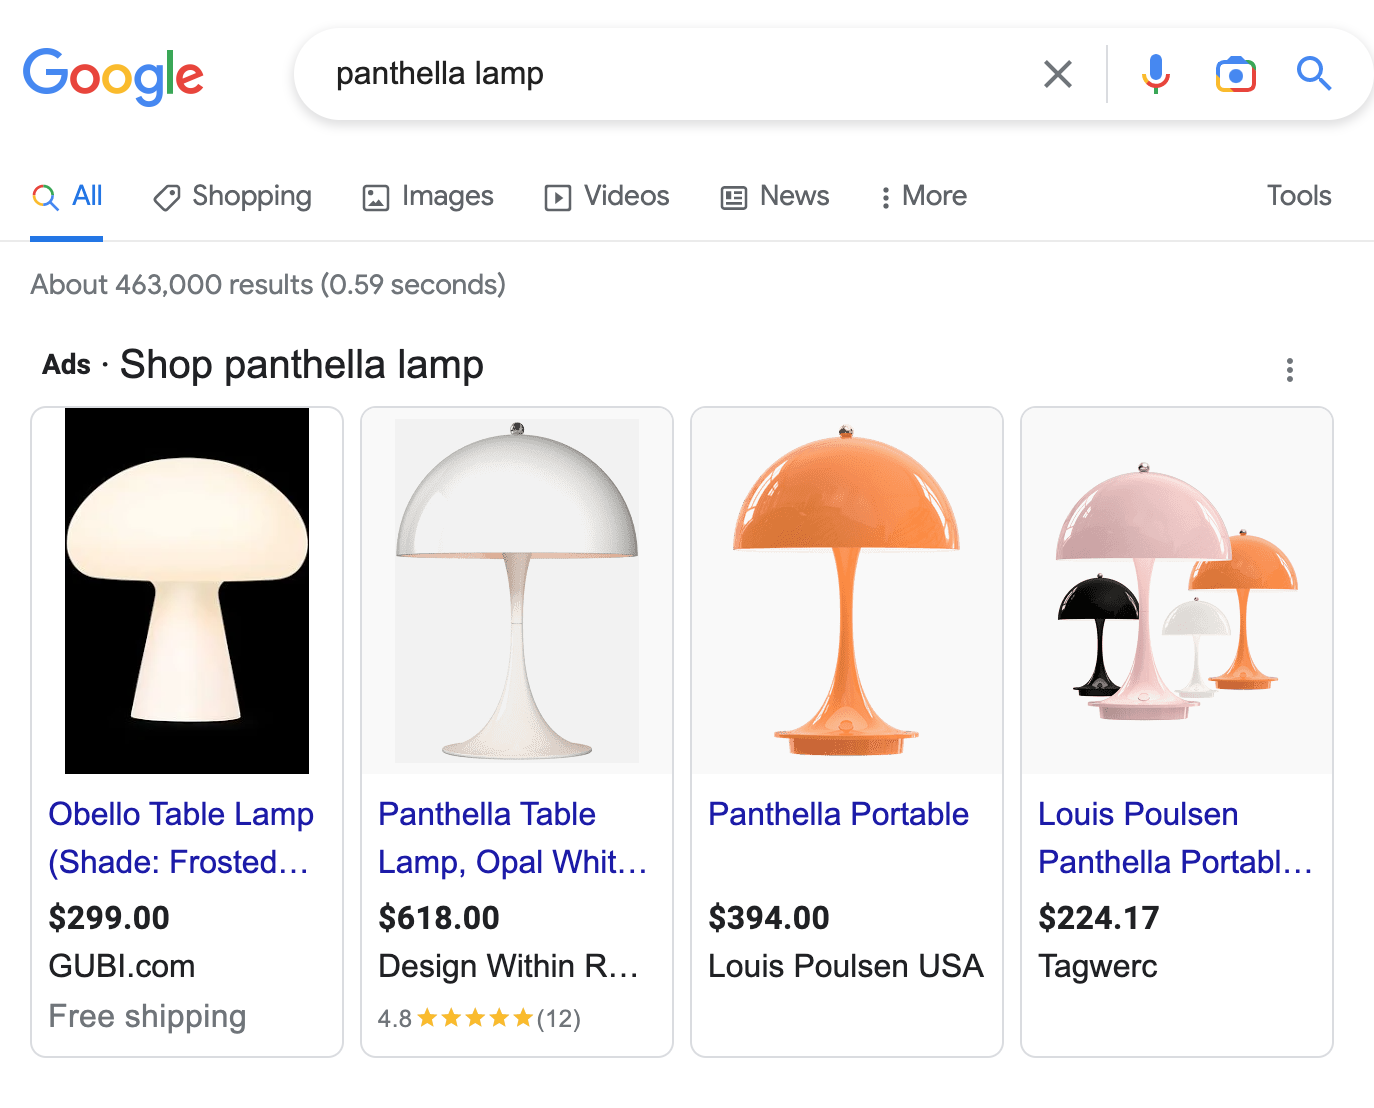 Google
panthella lamp
All
Shopping
Images
Videos
News
More
Tools
About 463,000 results (0.59 seconds)
Ads · Shop panthella lamp
Obello Table Lamp
(Shade: Frosted...
$299.00
GUBI.com
Free shipping
Panthella Table
Lamp, Opal Whit...
$618.00
Design Within R...
4.8 ★★★★★ (12)
Panthella Portable
$394.00
Louis Poulsen USA
Louis Poulsen
Panthella Portabl...
$224.17
Tagwerc